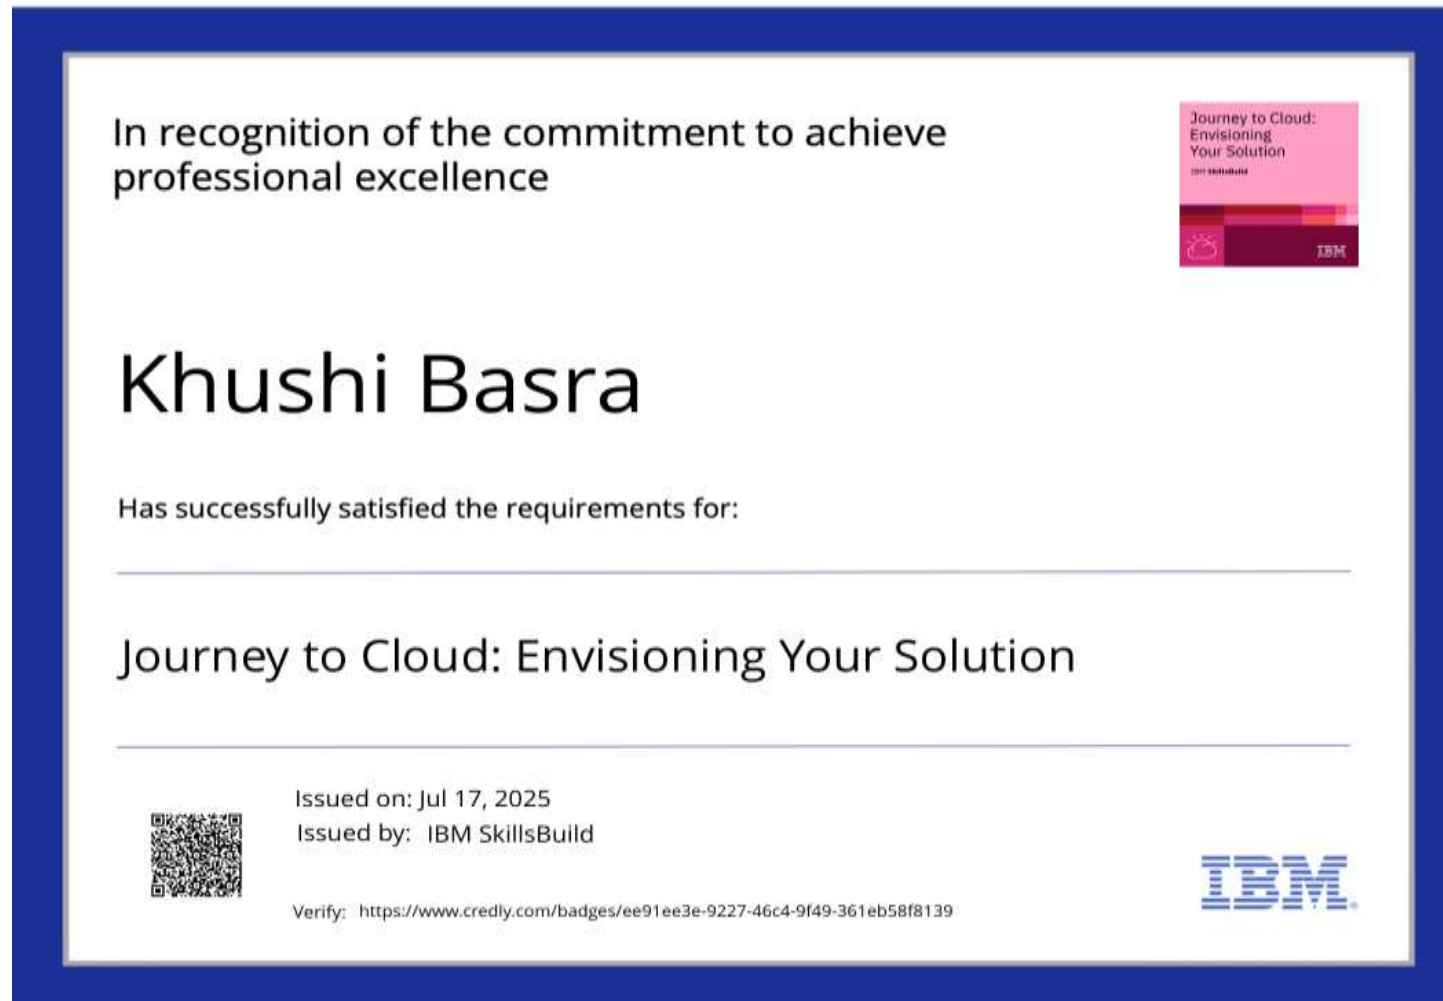 In recognition of the commitment to achieve
professional excellence
Journey to Cloud:
Envisioning
Your Solution
IBM SkillsBuild
IBM
Khushi Basra
Has successfully satisfied the requirements for:
Journey to Cloud: Envisioning Your Solution
Issued on: Jul 17, 2025
Issued by: IBM SkillsBuild
Verify: https://www.credly.com/badges/ee91ee3e-9227-46c4-9f49-361eb58f8139
IBM